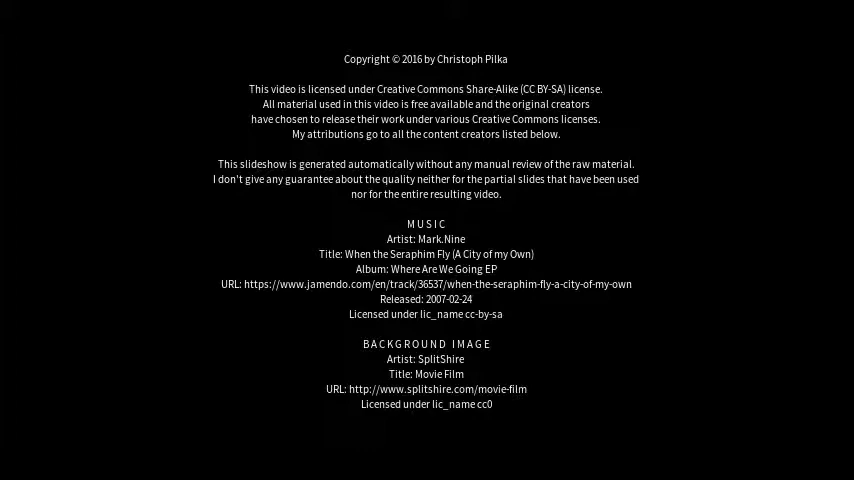 Copyright © 2016 by Christoph Pilka
This video is licensed under Creative Commons Share-Alike (CC BY-SA) license.
All material used in this video is free available and the original creators
have chosen to release their work under various Creative Commons licenses.
My attributions go to all the content creators listed below.
This slideshow is generated automatically without any manual review of the raw material.
I don't give any guarantee about the quality neither for the partial slides that have been used
nor for the entire resulting video.
MUSIC
Artist: Mark.Nine
Title: When the Seraphim Fly (A City of my Own)
Album: Where Are We Going EP
URL: https://www.jamendo.com/en/track/36537/when-the-seraphim-fly-a-city-of-my-own
Released: 2007-02-24
Licensed under lic_name cc-by-sa
BACKGROUND IMAGE
Artist: SplitShire
Title: Movie Film
URL: http://www.splitshire.com/movie-film
Licensed under lic_name cc0